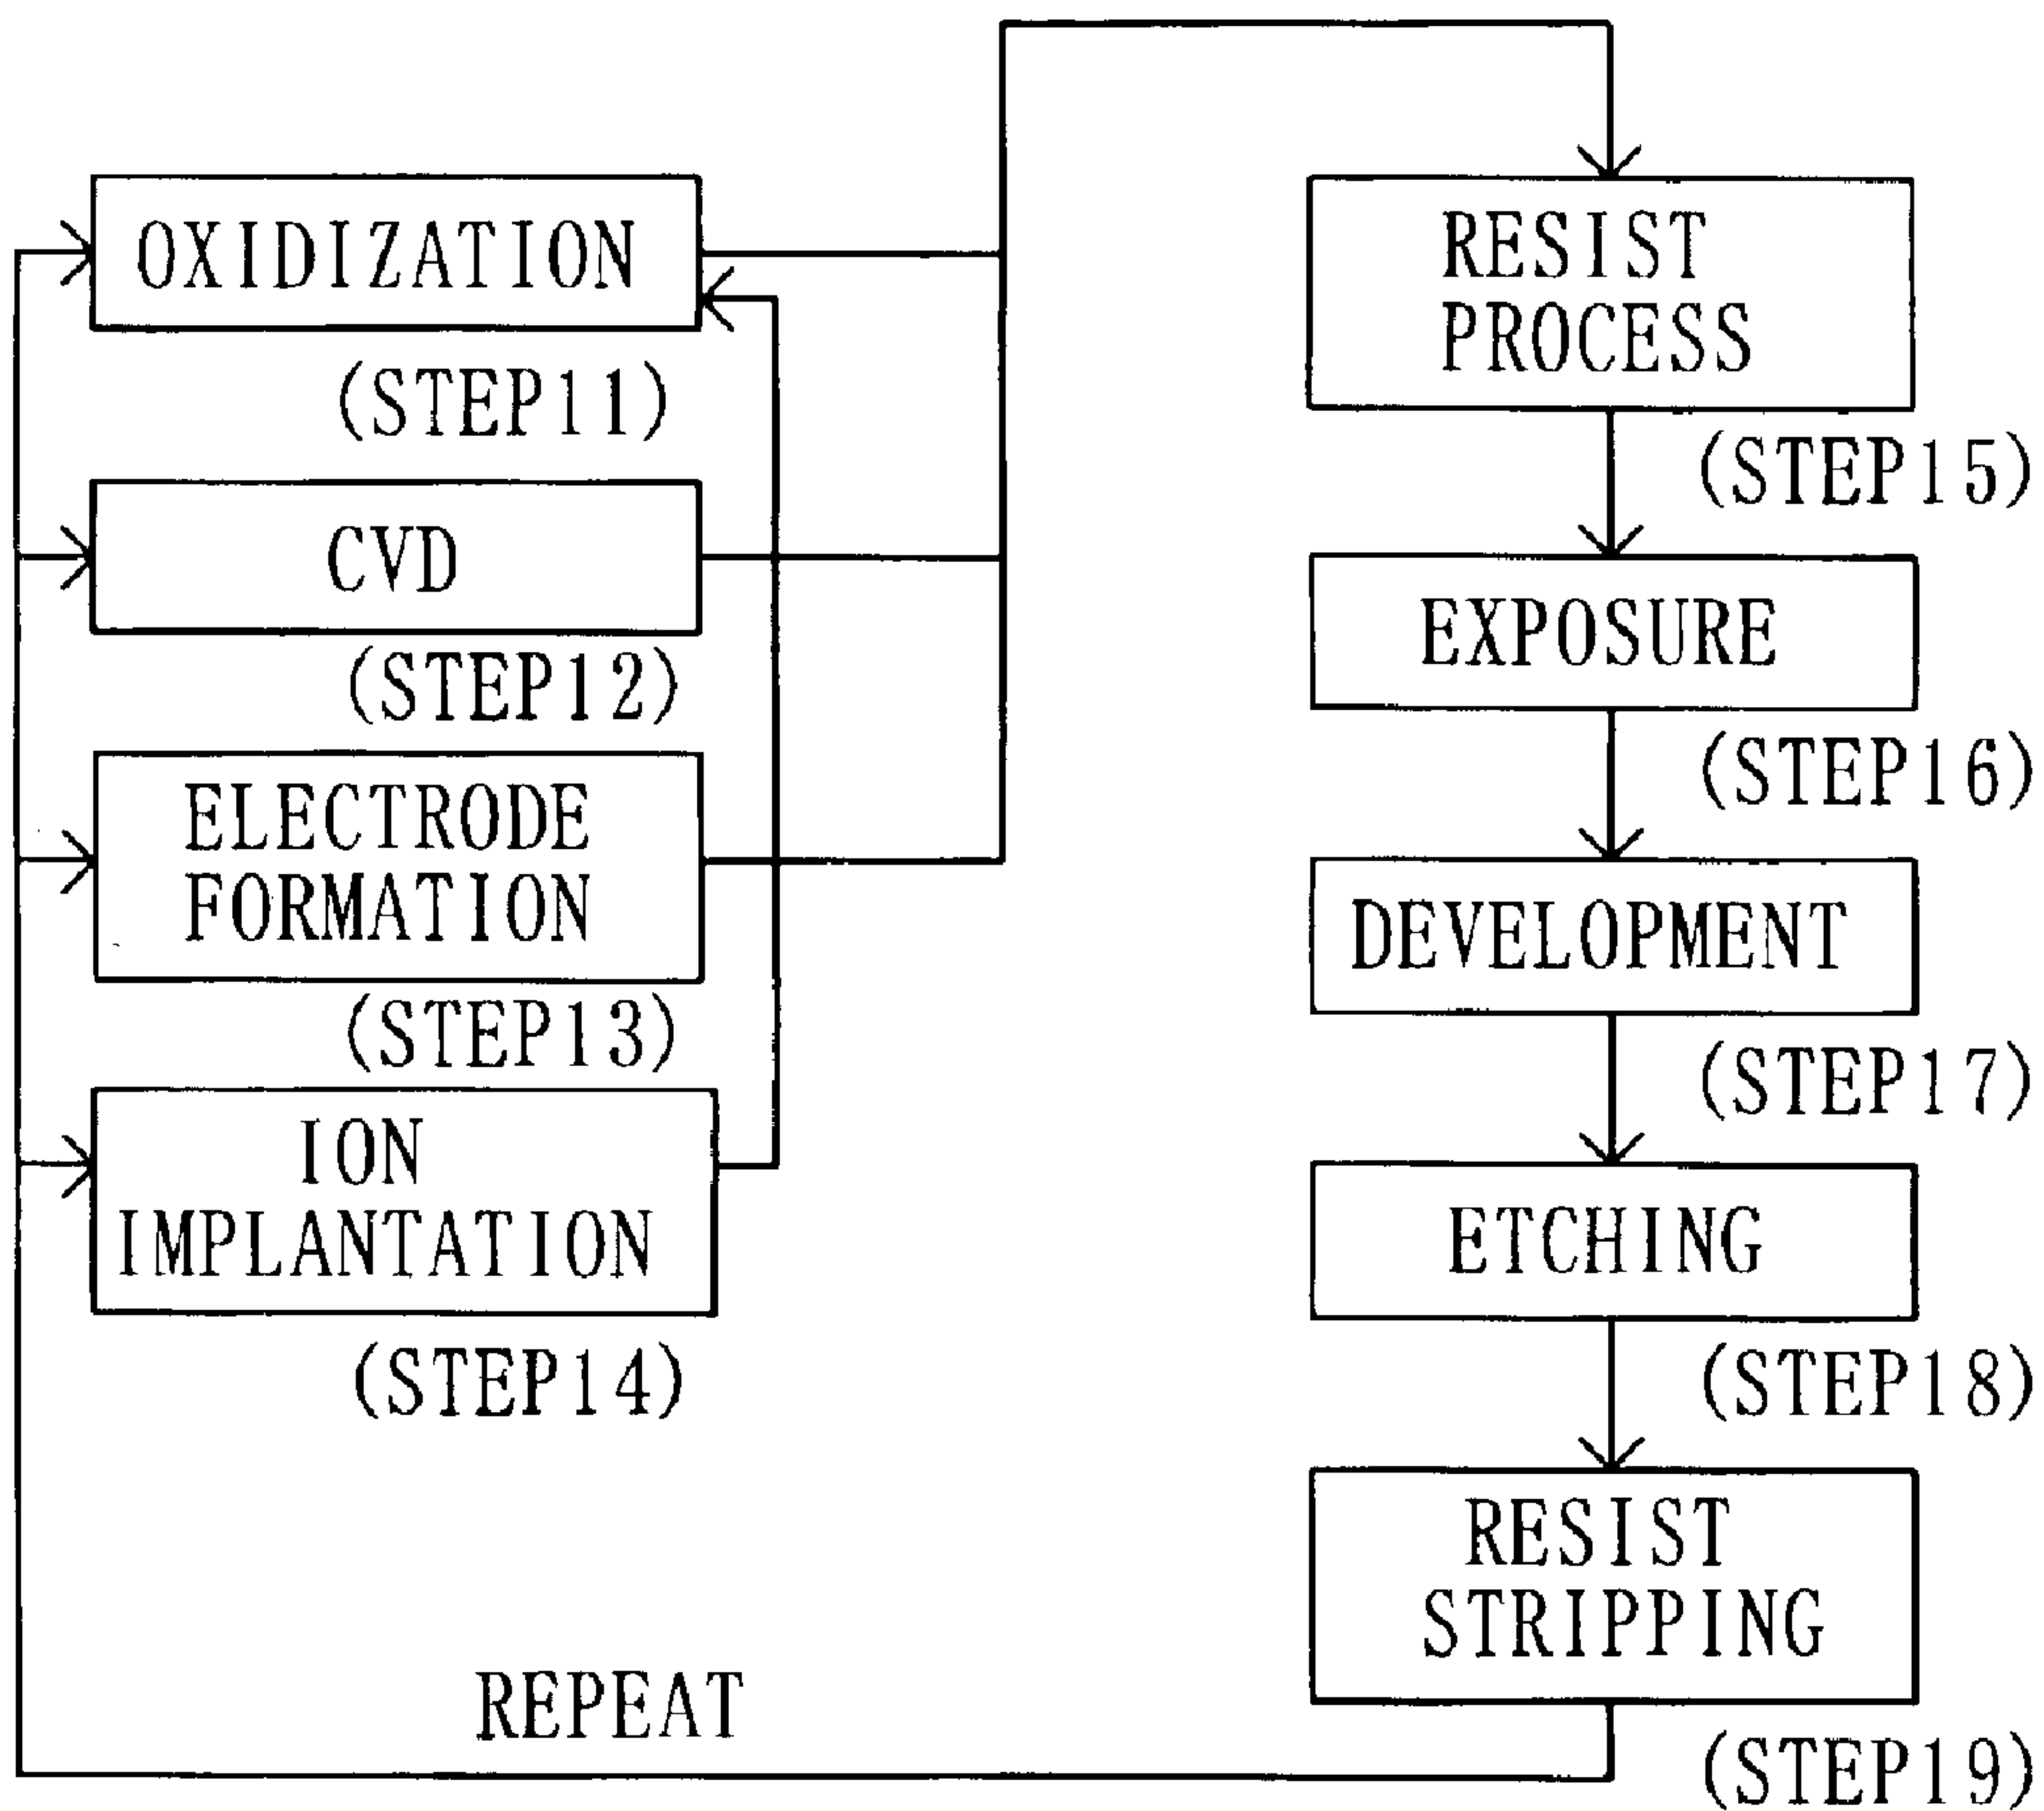 OXIDIZATION
(STEP11)
CVD
(STEP12)
ELECTRODE
FORMATION
(STEP13)
ION
IMPLANTATION
(STEP14)
RESIST
PROCESS
(STEP15)
EXPOSURE
(STEP16)
DEVELOPMENT
(STEP17)
ETCHING
(STEP18)
RESIST
STRIPPING
(STEP19)
REPEAT